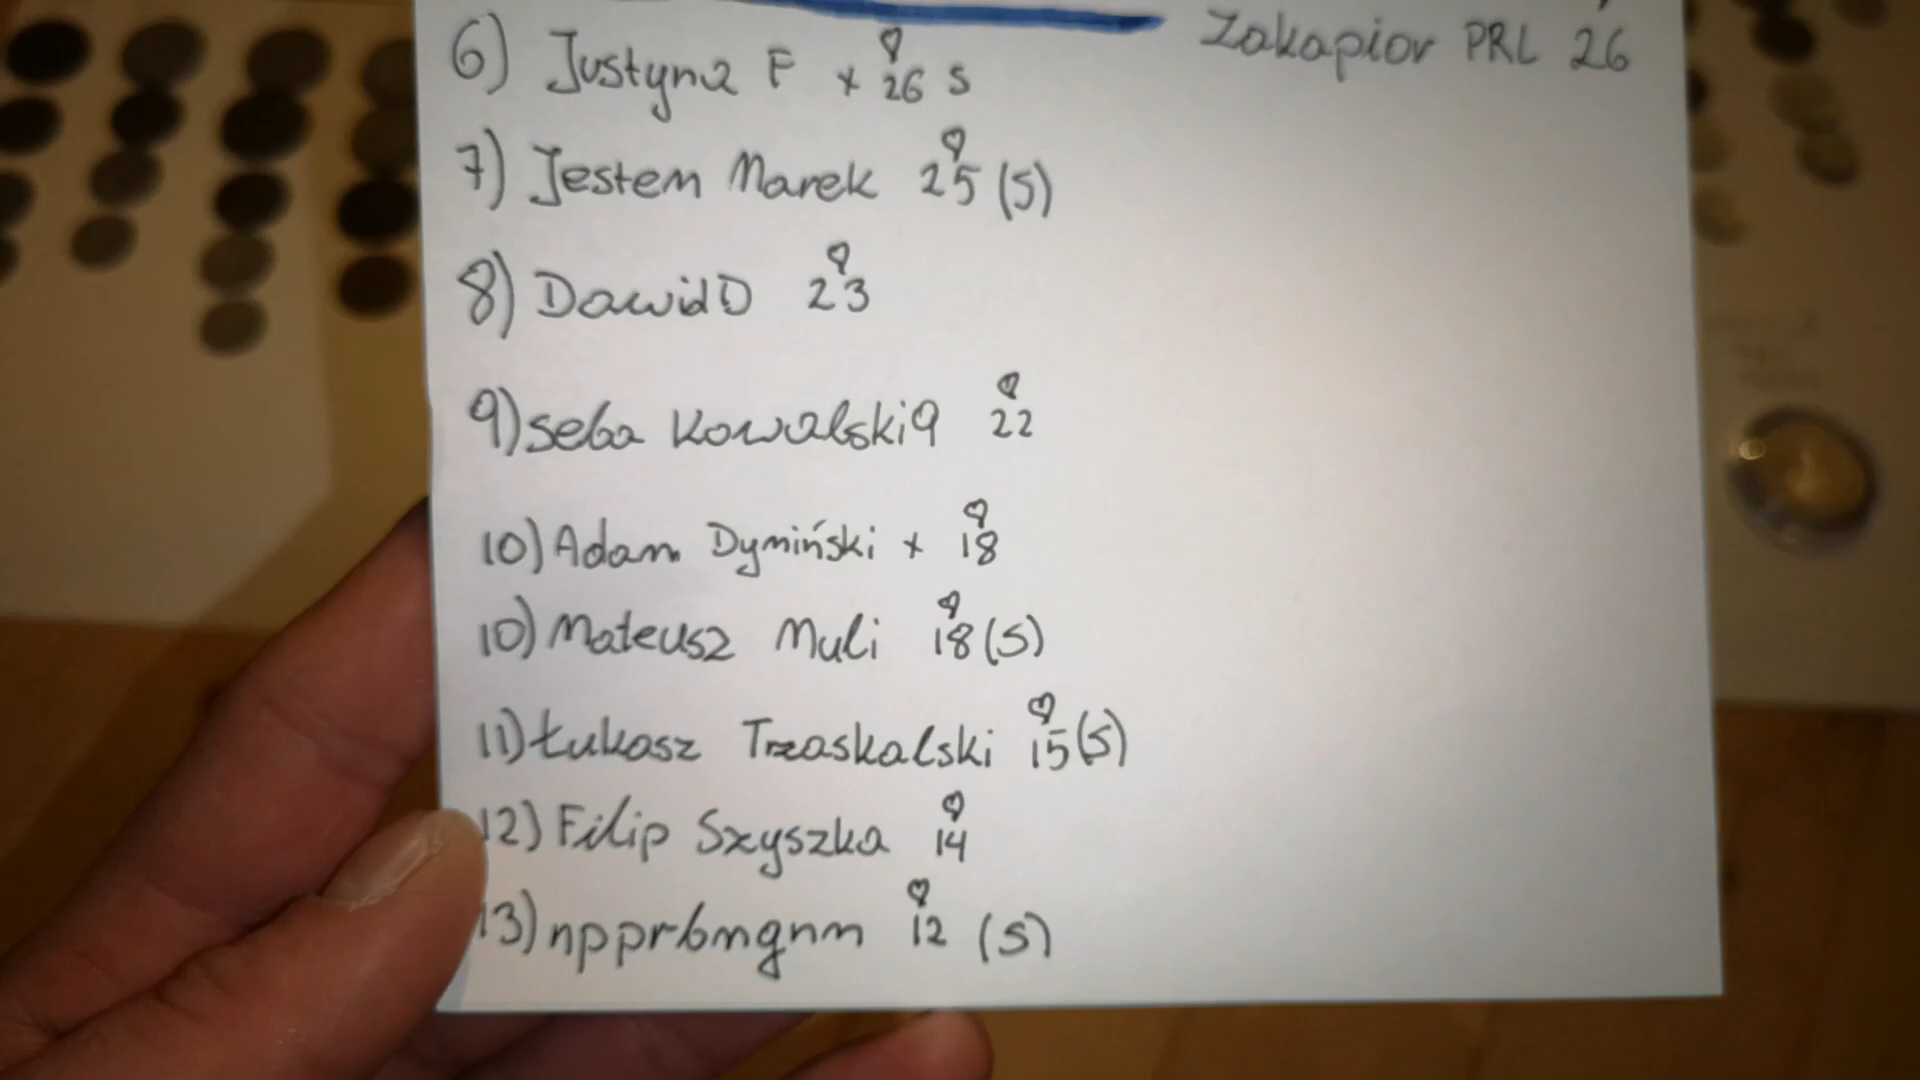 Zakapior PRL 26
6) Justyna F x 26 S
7) Jestem Marek 25 (S)
8) DawidD 23
9) seba Kowalski9 22
10) Adam Dymiński x 18
10) Mateusz Muli 18 (S)
11) Łukasz Trzaskalski 15 (S)
12) Filip Szyszka 14
13) npprbmgnm 12 (S)